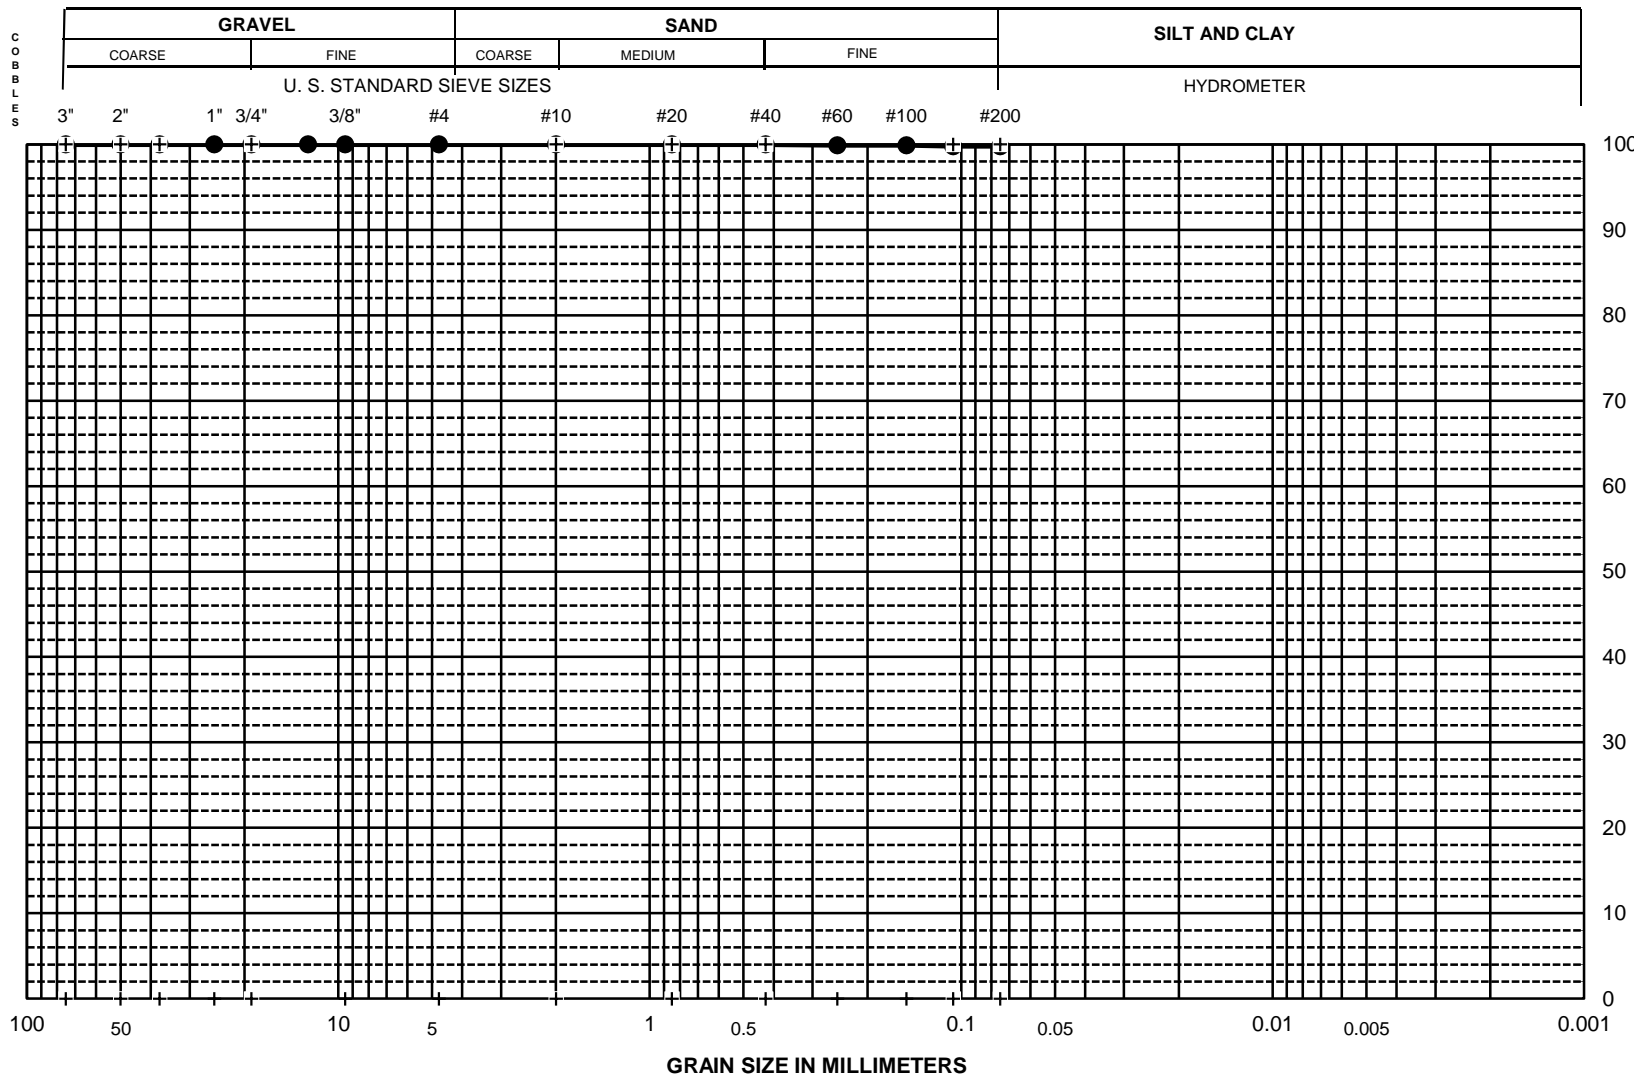 COBBLES
GRAVEL SAND SILT AND CLAY
COARSE FINE COARSE MEDIUM FINE
U. S. STANDARD SIEVE SIZES HYDROMETER
3" 2" 1" 3/4" 3/8" #4 #10 #20 #40 #60 #100 #200
100
90
80
70
60
50
40
30
20
10
0
100 50 10 5 1 0.5 0.1 0.05 0.01 0.005 0.001
GRAIN SIZE IN MILLIMETERS